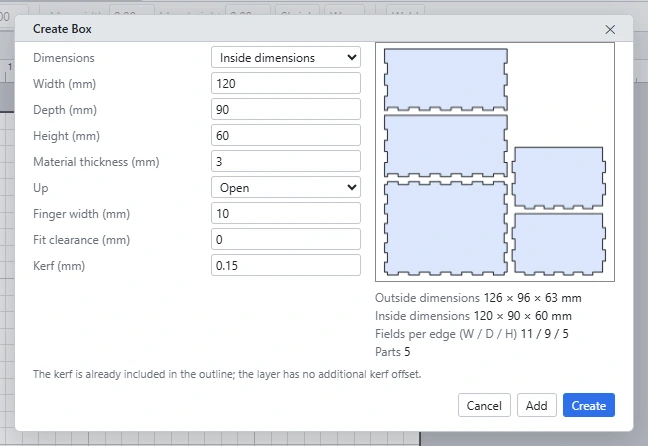 Create Box
Dimensions Inside dimensions
Width (mm) 120
Depth (mm) 90
Height (mm) 60
Material thickness (mm) 3
Up Open
Finger width (mm) 10
Fit clearance (mm) 0
Kerf (mm) 0.15
Outside dimensions 126 × 96 × 63 mm
Inside dimensions 120 × 90 × 60 mm
Fields per edge (W / D / H) 11 / 9 / 5
Parts 5
The kerf is already included in the outline; the layer has no additional kerf offset.
Cancel Add Create